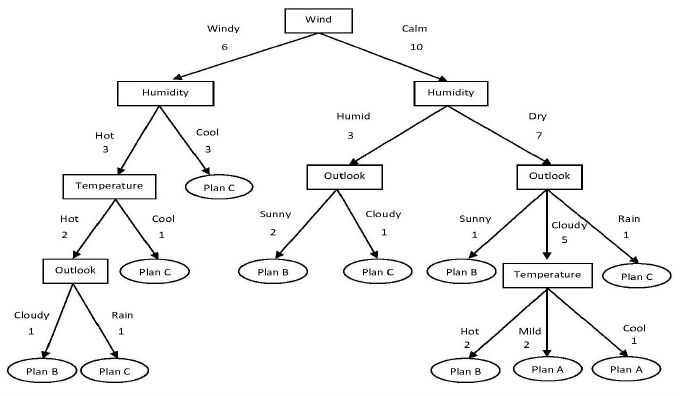 Wind
Windy
Calm
6
10
Humidity
Humidity
Hot
3
Cool
3
Humid
3
Dry
7
Temperature
Plan C
Outlook
Outlook
Hot
2
Cool
1
Sunny
2
Cloudy
1
Sunny
1
Cloudy
5
Rain
1
Outlook
Plan C
Plan B
Plan C
Plan B
Temperature
Plan C
Cloudy
1
Rain
1
Hot
2
Mild
2
Cool
1
Plan B
Plan C
Plan B
Plan A
Plan A